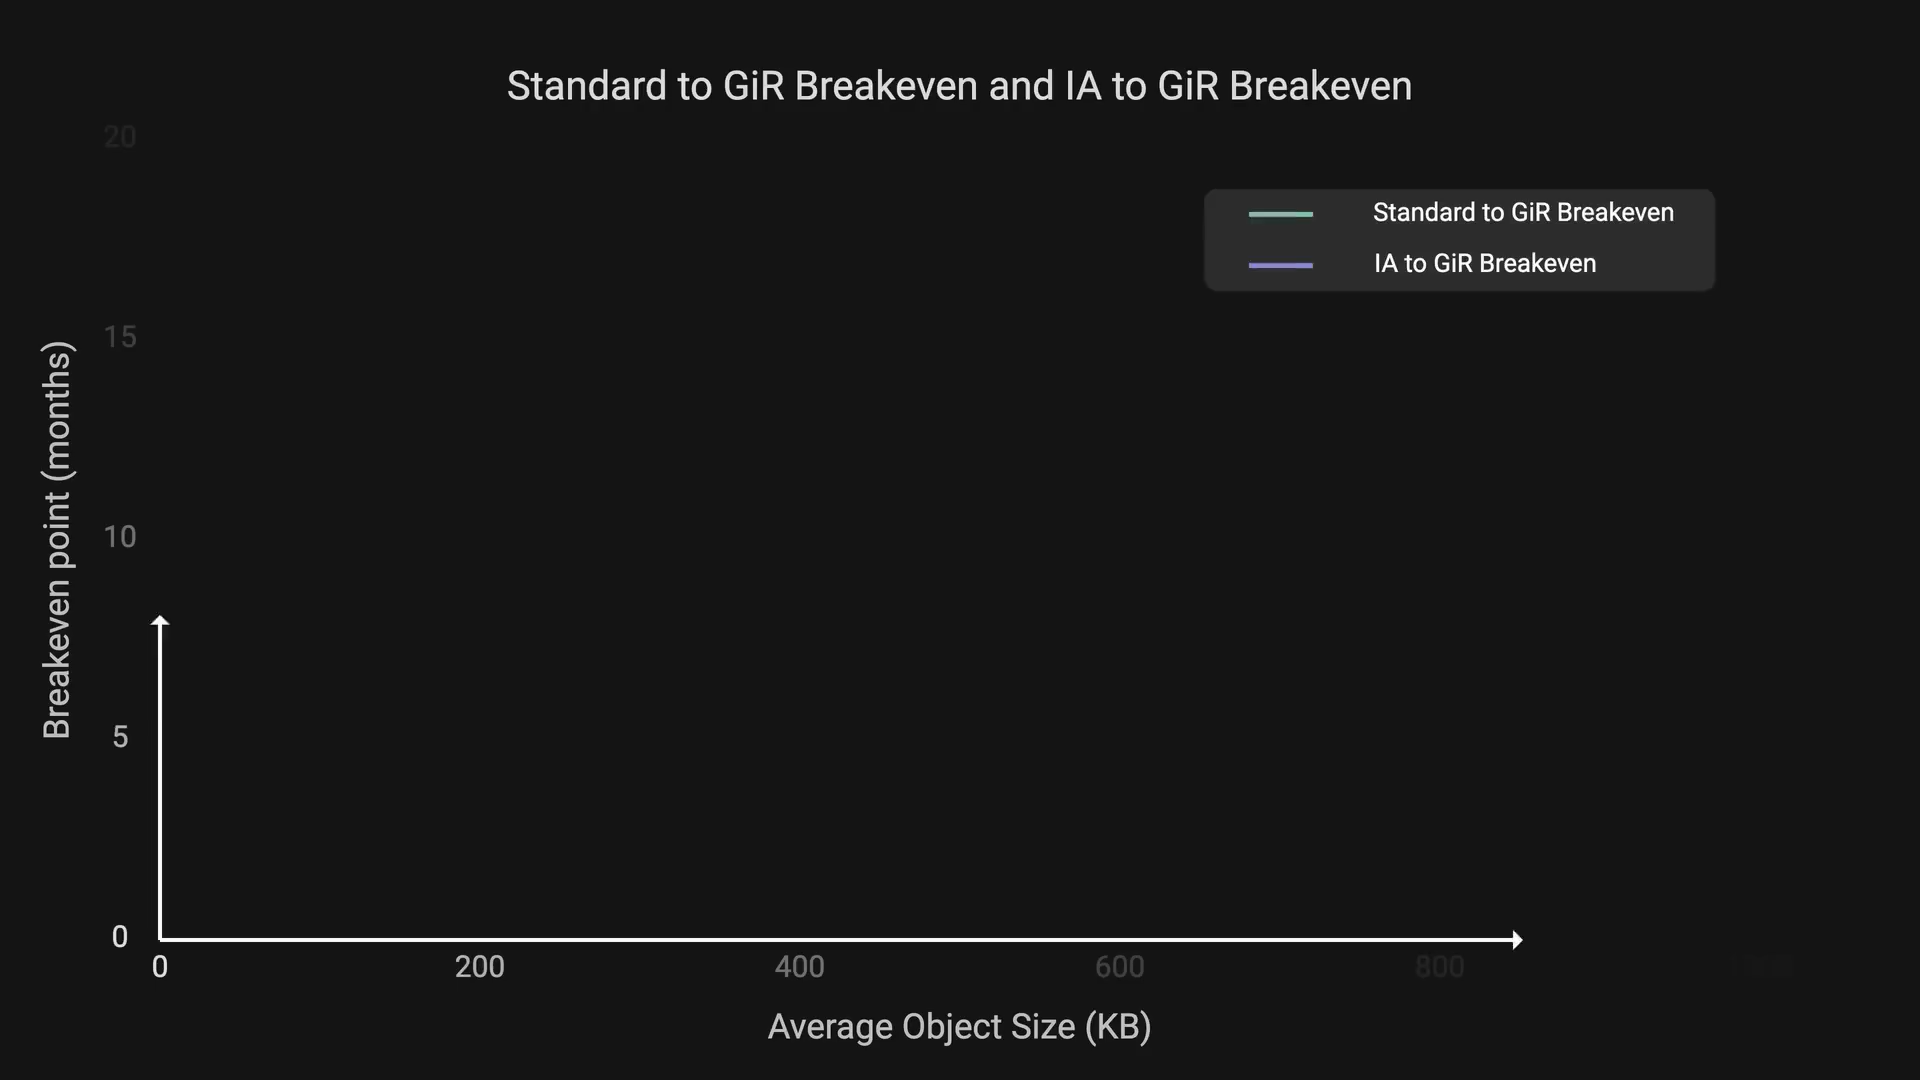 Standard to GiR Breakeven and IA to GiR Breakeven
20
Standard to GiR Breakeven
IA to GiR Breakeven
15
10
5
0
Breakeven point (months)
0 200 400 600 800
Average Object Size (KB)